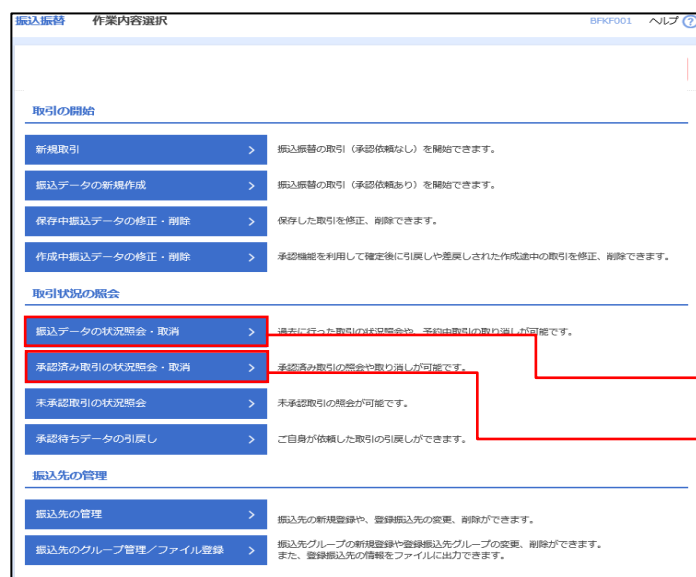 振込振替 作業内容選択 BFKF001 ヘルプ ?
取引の開始
新規取引 > 振込振替の取引（承認依頼なし）を開始できます。
振込データの新規作成 > 振込振替の取引（承認依頼あり）を開始できます。
保存中振込データの修正・削除 > 保存した取引を修正、削除できます。
作成中振込データの修正・削除 > 承認機能を利用して確定後に引戻しや差戻しされた作成途中の取引を修正、削除できます。
取引状況の照会
振込データの状況照会・取消 > 過去に行った取引の状況照会や、予約中取引の取り消しが可能です。
承認済み取引の状況照会・取消 > 承認済み取引の照会や取り消しが可能です。
未承認取引の状況照会 > 未承認取引の照会が可能です。
承認待ちデータの引戻し > ご自身が依頼した取引の引戻しができます。
振込先の管理
振込先の管理 > 振込先の新規登録や、登録振込先の変更、削除ができます。
振込先のグループ管理／ファイル登録 > 振込先グループの新規登録や登録振込先グループの変更、削除ができます。
また、登録振込先の情報をファイルに出力できます。